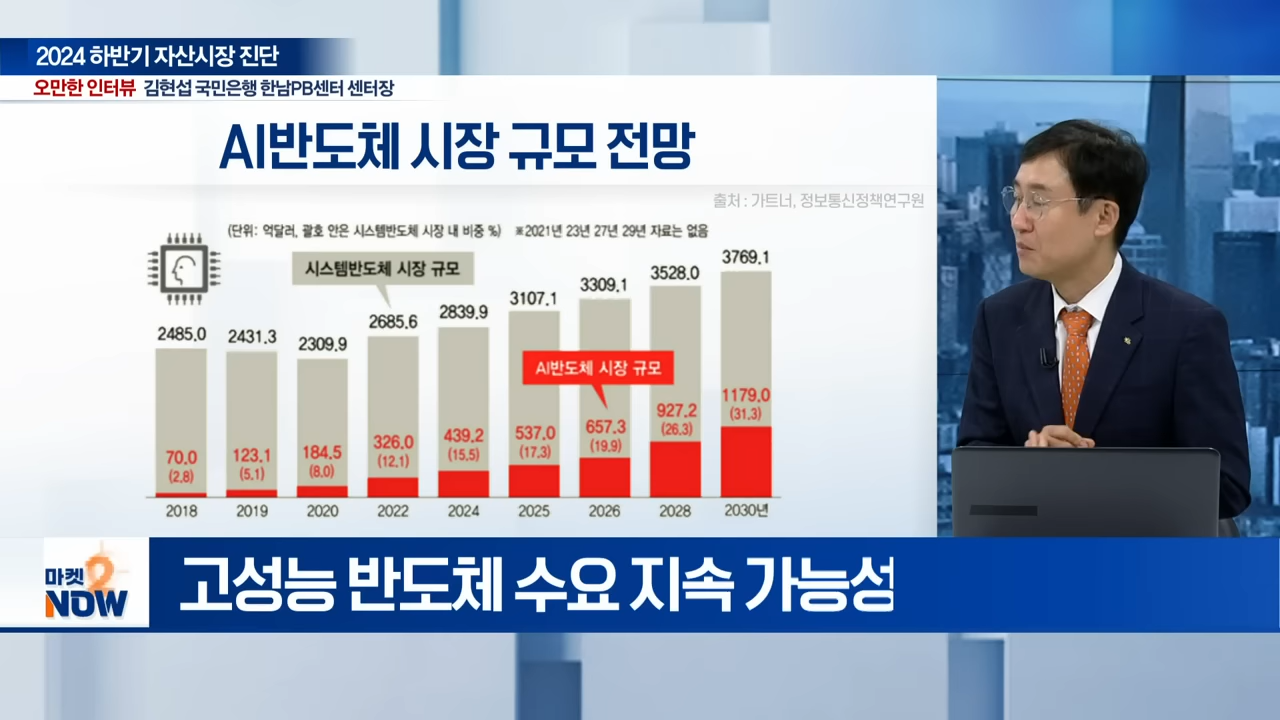 2024 하반기 자산시장 진단
오만한 인터뷰 김현섭 국민은행 한남PB센터 센터장
AI반도체 시장 규모 전망
출처 : 가트너, 정보통신정책연구원
(단위: 억달러, 괄호 안은 시스템반도체 시장 내 비중 %) ※2021년 23년 27년 29년 자료는 없음
시스템반도체 시장 규모
2485.0 2431.3 2309.9 2685.6 2839.9 3107.1 3309.1 3528.0 3769.1
AI반도체 시장 규모
70.0 123.1 184.5 326.0 439.2 537.0 657.3 927.2 1179.0
(2.8) (5.1) (8.0) (12.1) (15.5) (17.3) (19.9) (26.3) (31.3)
2018 2019 2020 2022 2024 2025 2026 2028 2030년
마켓
NOW
고성능 반도체 수요 지속 가능성